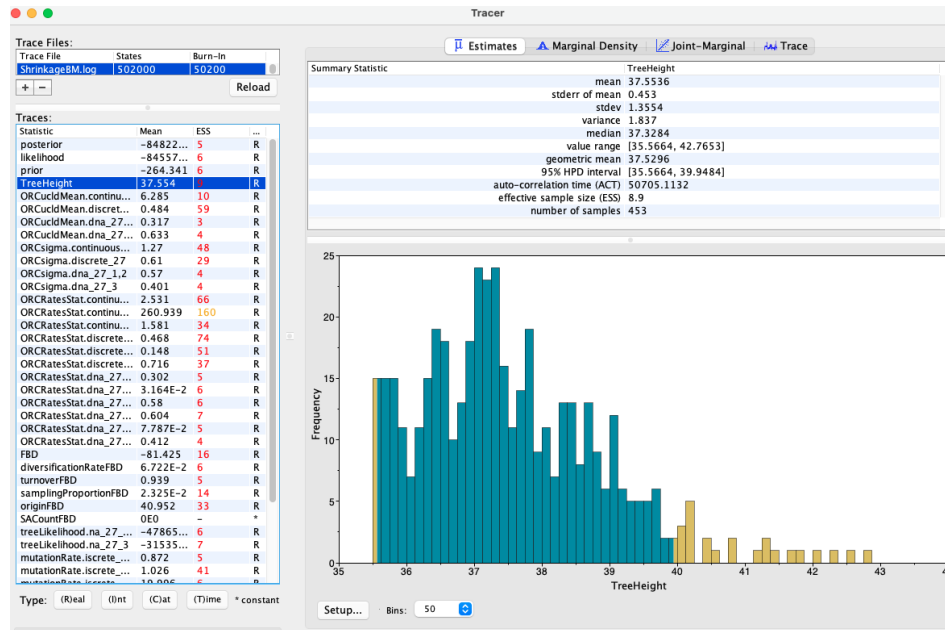 Tracer
Trace Files:
Trace File States Burn-In
ShrinkageBM.log 502000 50200
+ −
Reload
Traces:
Statistic Mean ESS ...
posterior −84822... 5 R
likelihood −84557... 6 R
prior −264.341 6 R
TreeHeight 37.554 R
ORCucldMean.continu... 6.285 10 R
ORCucldMean.discret... 0.484 59 R
ORCucldMean.dna_27... 0.317 3 R
ORCucldMean.dna_27... 0.633 4 R
ORCsigma.continuous... 1.27 48 R
ORCsigma.discrete_27 0.61 29 R
ORCsigma.dna_27_1,2 0.57 4 R
ORCsigma.dna_27_3 0.401 4 R
ORCRatesStat.continu... 2.531 66 R
ORCRatesStat.continu... 260.939 160 R
ORCRatesStat.continu... 1.581 34 R
ORCRatesStat.discrete... 0.468 74 R
ORCRatesStat.discrete... 0.148 51 R
ORCRatesStat.discrete... 0.716 37 R
ORCRatesStat.dna_27... 0.302 5 R
ORCRatesStat.dna_27... 3.164E-2 6 R
ORCRatesStat.dna_27... 0.58 6 R
ORCRatesStat.dna_27... 0.604 7 R
ORCRatesStat.dna_27... 7.787E-2 5 R
ORCRatesStat.dna_27... 0.412 4 R
FBD −81.425 16 R
diversificationRateFBD 6.722E-2 6 R
turnoverFBD 0.939 5 R
samplingProportionFBD 2.325E-2 14 R
originFBD 40.952 33 R
SACountFBD 0E0 - *
treeLikelihood.na_27_... −47865... 6 R
treeLikelihood.na_27_3 −31535... 7 R
mutationRate.iscrete_... 0.872 5 R
mutationRate.iscrete_... 1.026 41 R
Type: (R)eal (I)nt (C)at (T)ime * constant
Estimates Marginal Density Joint-Marginal Trace
Summary Statistic TreeHeight
mean 37.5536
stderr of mean 0.453
stdev 1.3554
variance 1.837
median 37.3284
value range [35.5664, 42.7653]
geometric mean 37.5296
95% HPD interval [35.5664, 39.9484]
auto-correlation time (ACT) 50705.1132
effective sample size (ESS) 8.9
number of samples 453
Frequency
25
20
15
10
5
0
35 36 37 38 39 40 41 42 43
TreeHeight
Setup... Bins: 50